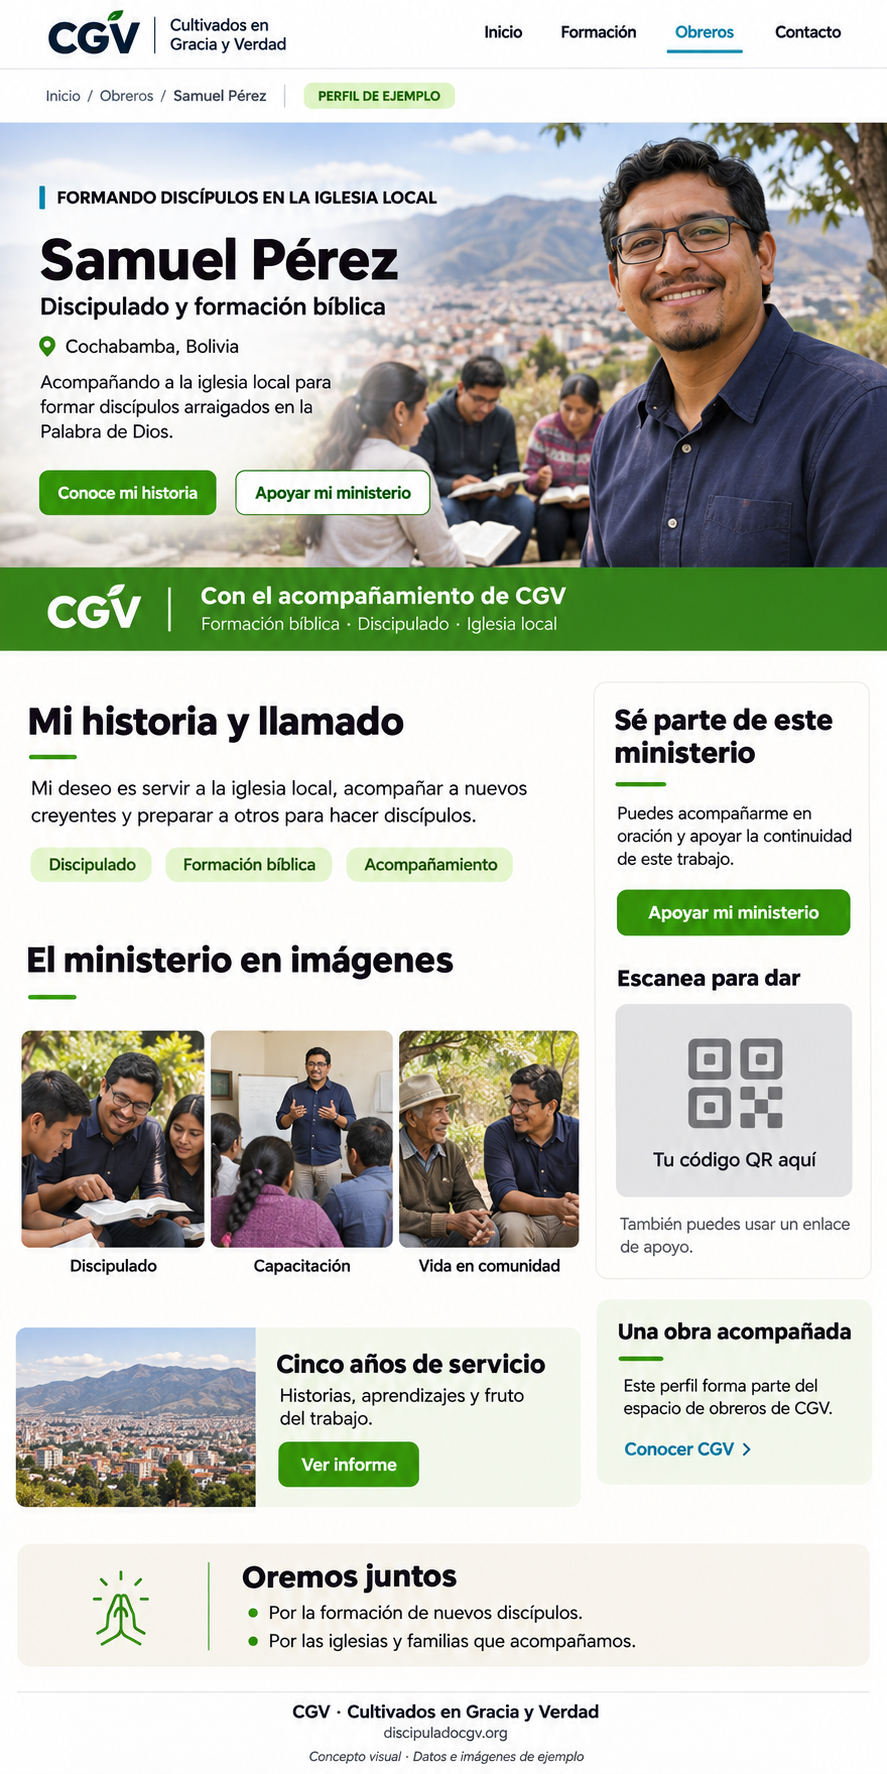 CGV
Cultivados en
Gracia y Verdad
Inicio
Formación
Obreros
Contacto
Inicio / Obreros / Samuel Pérez
PERFIL DE EJEMPLO
FORMANDO DISCÍPULOS EN LA IGLESIA LOCAL
Samuel Pérez
Discipulado y formación bíblica
Cochabamba, Bolivia
Acompañando a la iglesia local para
formar discípulos arraigados en la
Palabra de Dios.
Conoce mi historia
Apoyar mi ministerio
CGV
Con el acompañamiento de CGV
Formación bíblica · Discipulado · Iglesia local
Mi historia y llamado
Mi deseo es servir a la iglesia local, acompañar a nuevos
creyentes y preparar a otros para hacer discípulos.
Discipulado
Formación bíblica
Acompañamiento
El ministerio en imágenes
Discipulado
Capacitación
Vida en comunidad
Cinco años de servicio
Historias, aprendizajes y fruto
del trabajo.
Ver informe
Sé parte de este
ministerio
Puedes acompañarme en
oración y apoyar la continuidad
de este trabajo.
Apoyar mi ministerio
Escanea para dar
Tu código QR aquí
También puedes usar un enlace
de apoyo.
Una obra acompañada
Este perfil forma parte del
espacio de obreros de CGV.
Conocer CGV >
Oremos juntos
Por la formación de nuevos discípulos.
Por las iglesias y familias que acompañamos.
CGV · Cultivados en Gracia y Verdad
discipuladocgv.org
Concepto visual · Datos e imágenes de ejemplo